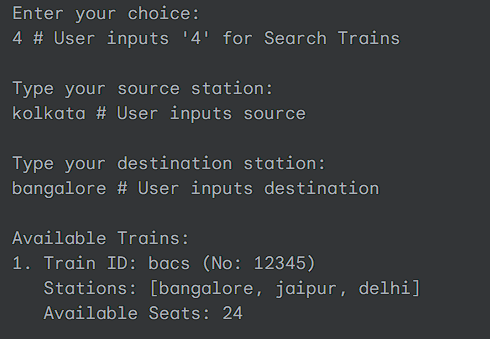 Enter your choice:
4 # User inputs '4' for Search Trains
Type your source station:
kolkata # User inputs source
Type your destination station:
bangalore # User inputs destination
Available Trains:
1. Train ID: bacs (No: 12345)
Stations: [bangalore, jaipur, delhi]
Available Seats: 24